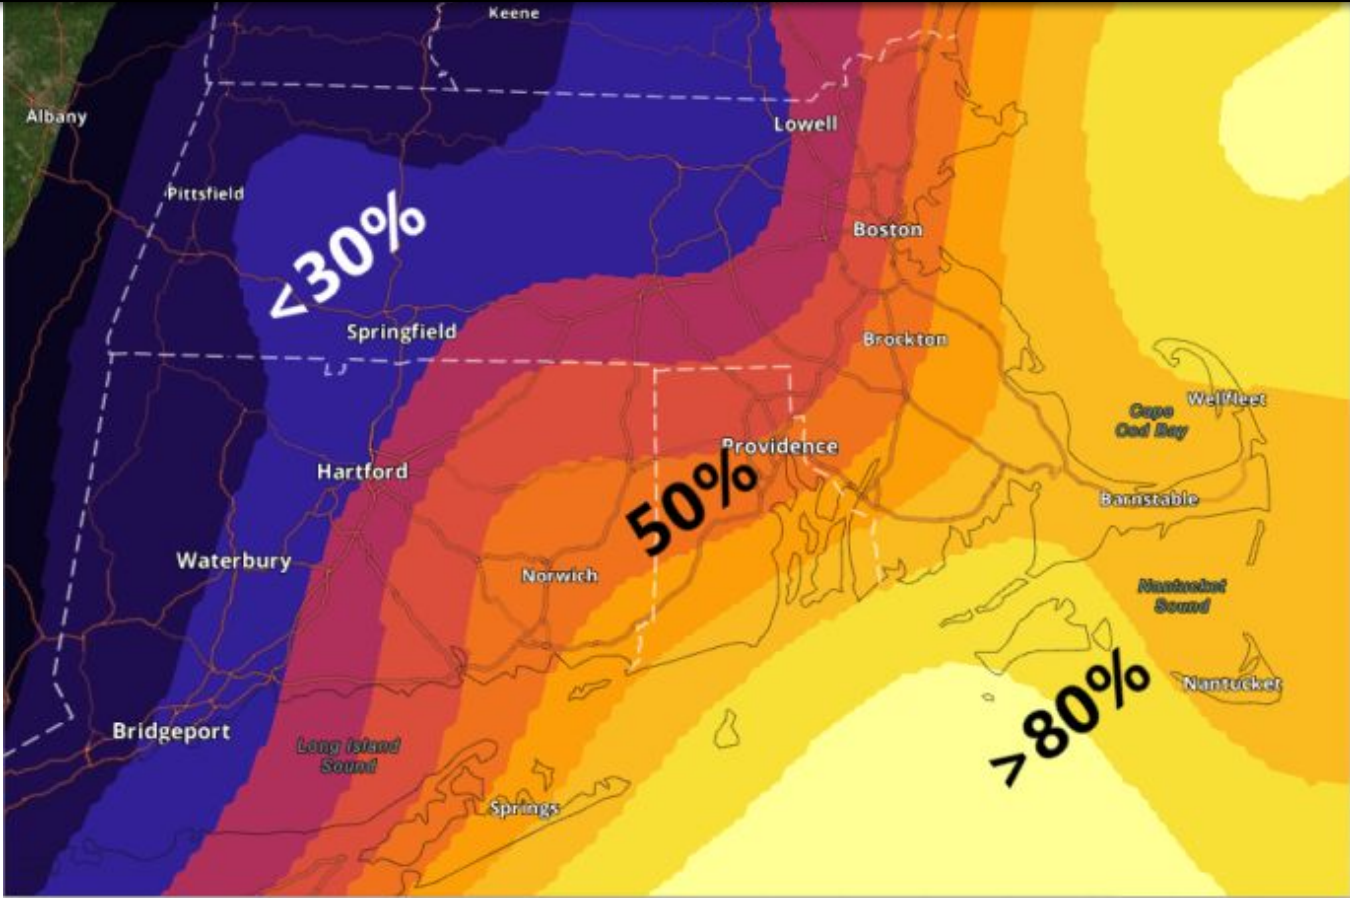 Keene
Albany
Lowell
Pittsfield
<30%
Boston
Springfield
Brockton
Wellfleet
Cape
Cod Bay
Providence
Hartford
50%
Barnstable
Waterbury
Norwich
Nantucket
Sound
>80%
Nantucket
Bridgeport
Long Island
Sound
Springs